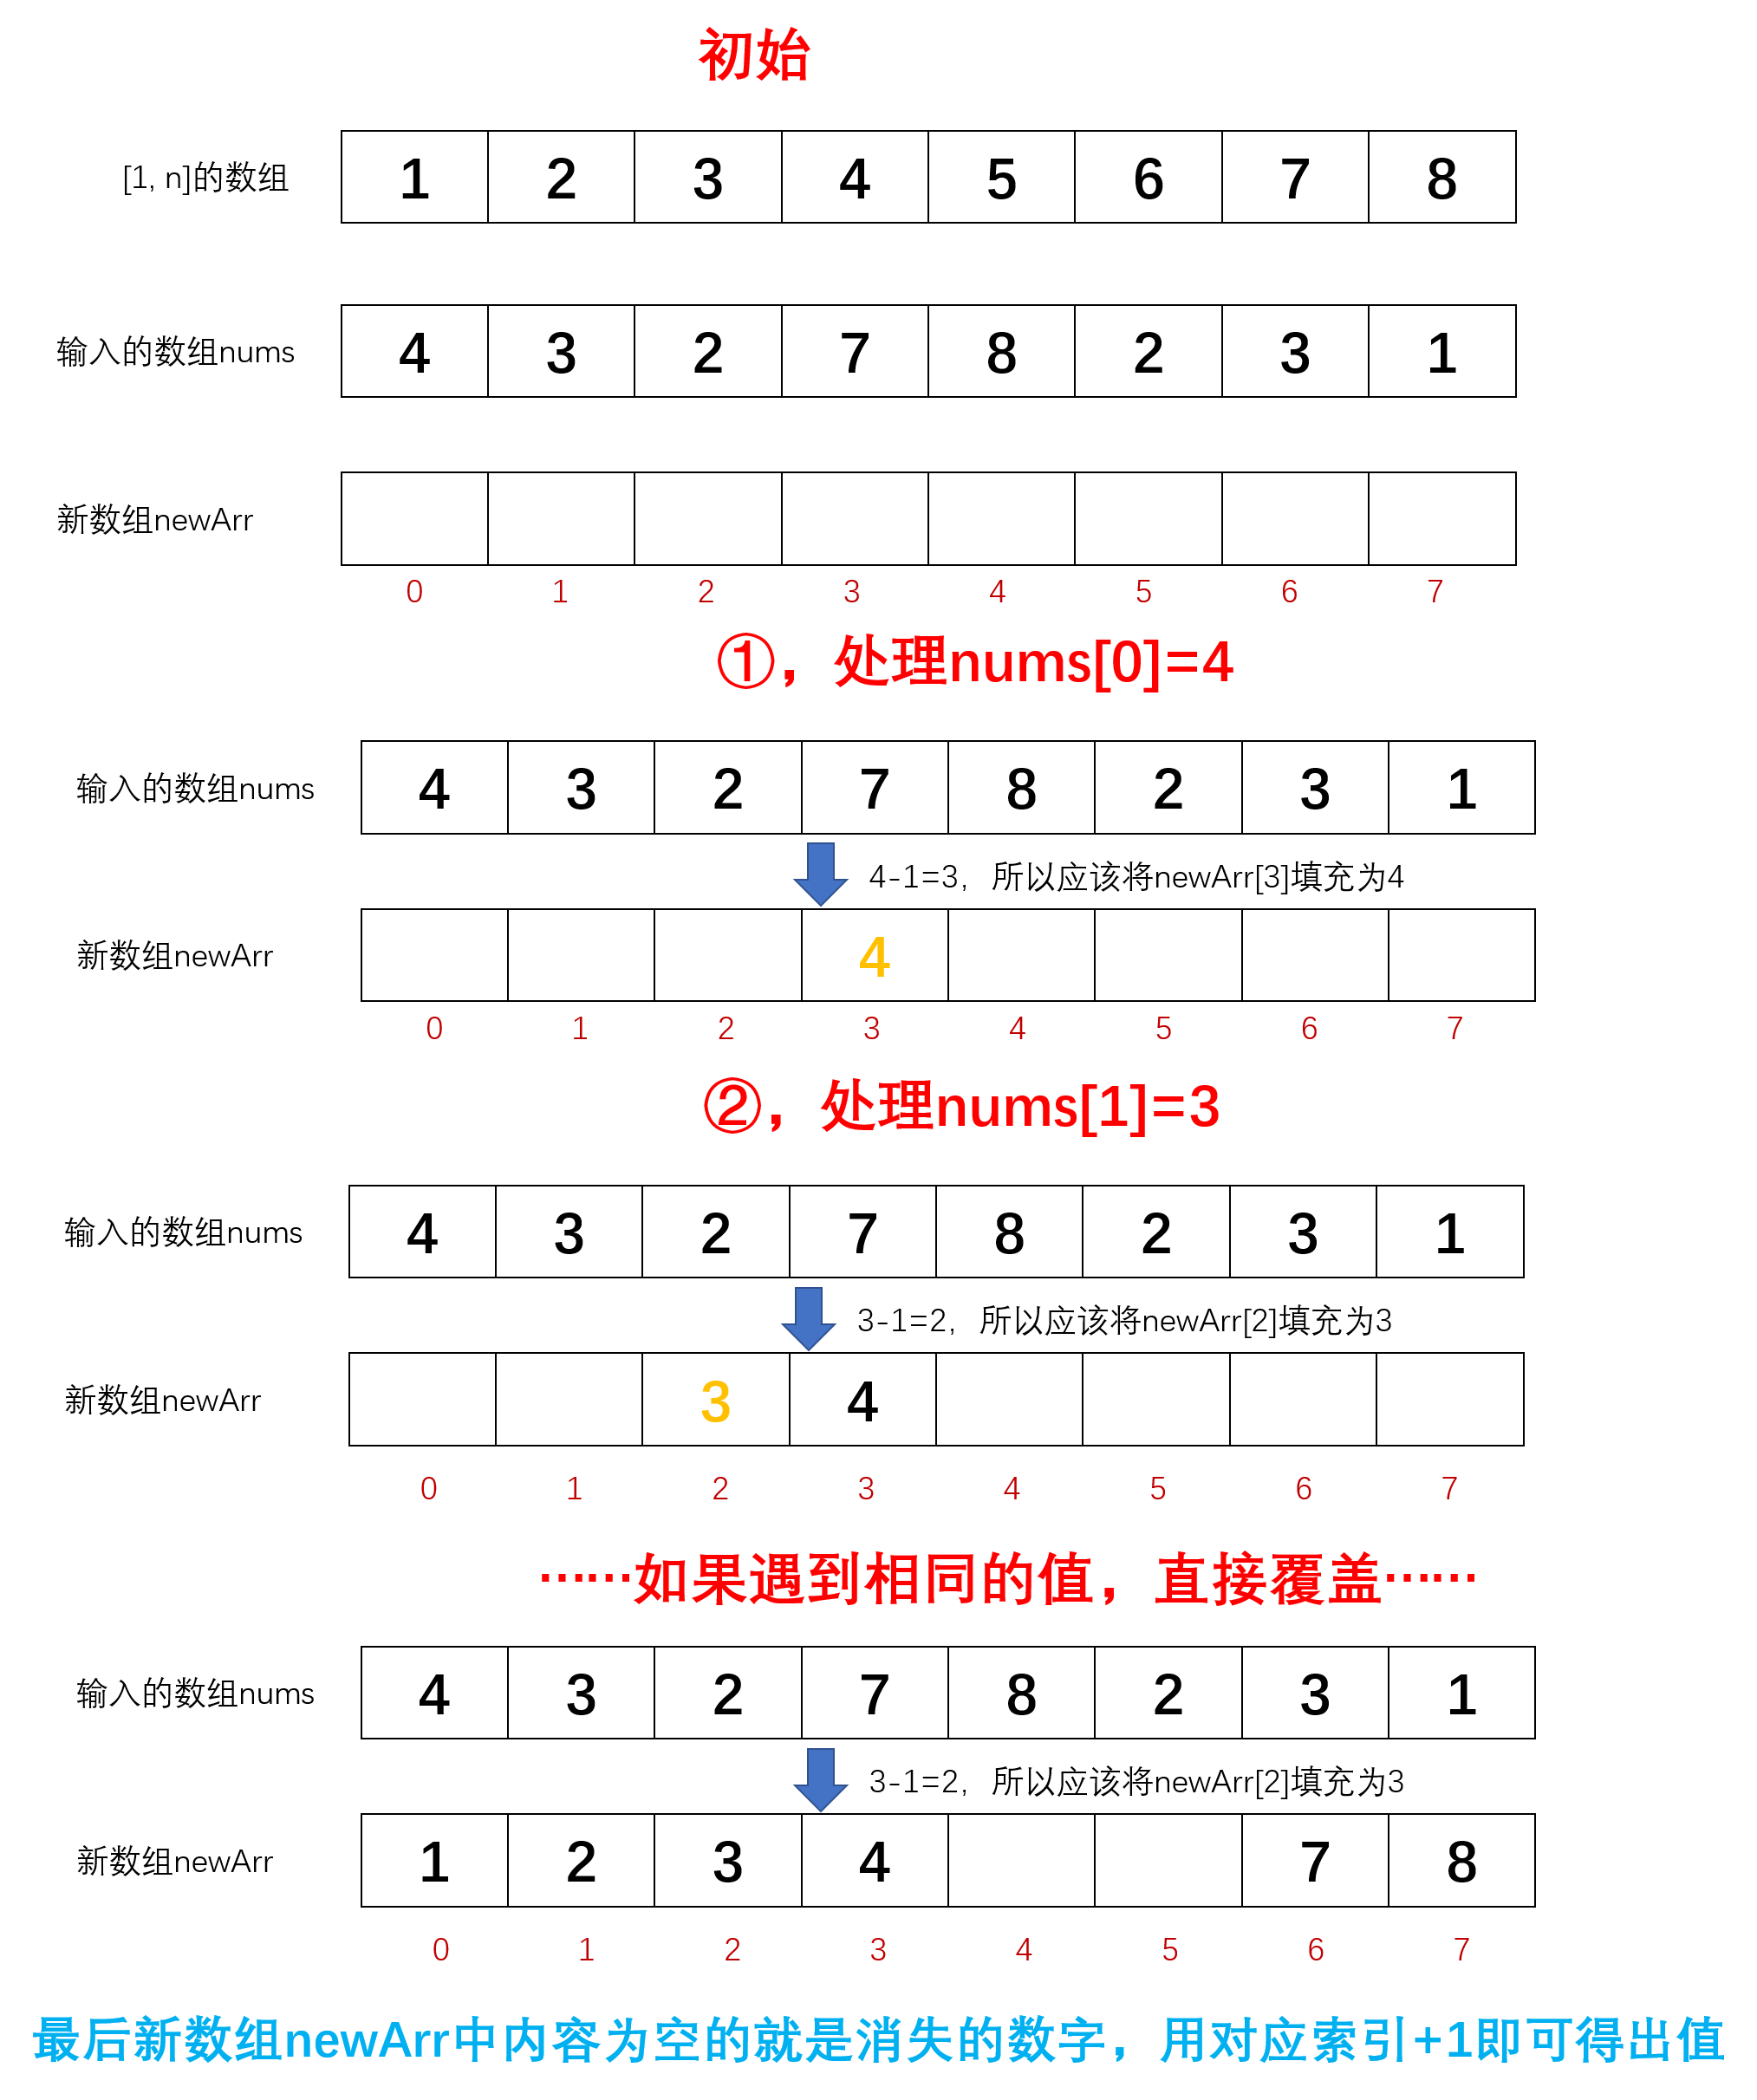 初始
[1, n]的数组 1 2 3 4 5 6 7 8
输入的数组nums 4 3 2 7 8 2 3 1
新数组newArr
0 1 2 3 4 5 6 7
①，处理nums[0]=4
输入的数组nums 4 3 2 7 8 2 3 1
4-1=3，所以应该将newArr[3]填充为4
新数组newArr 4
0 1 2 3 4 5 6 7
②，处理nums[1]=3
输入的数组nums 4 3 2 7 8 2 3 1
3-1=2，所以应该将newArr[2]填充为3
新数组newArr 3 4
0 1 2 3 4 5 6 7
……如果遇到相同的值，直接覆盖……
输入的数组nums 4 3 2 7 8 2 3 1
3-1=2，所以应该将newArr[2]填充为3
新数组newArr 1 2 3 4 7 8
0 1 2 3 4 5 6 7
最后新数组newArr中内容为空的就是消失的数字，用对应索引+1即可得出值